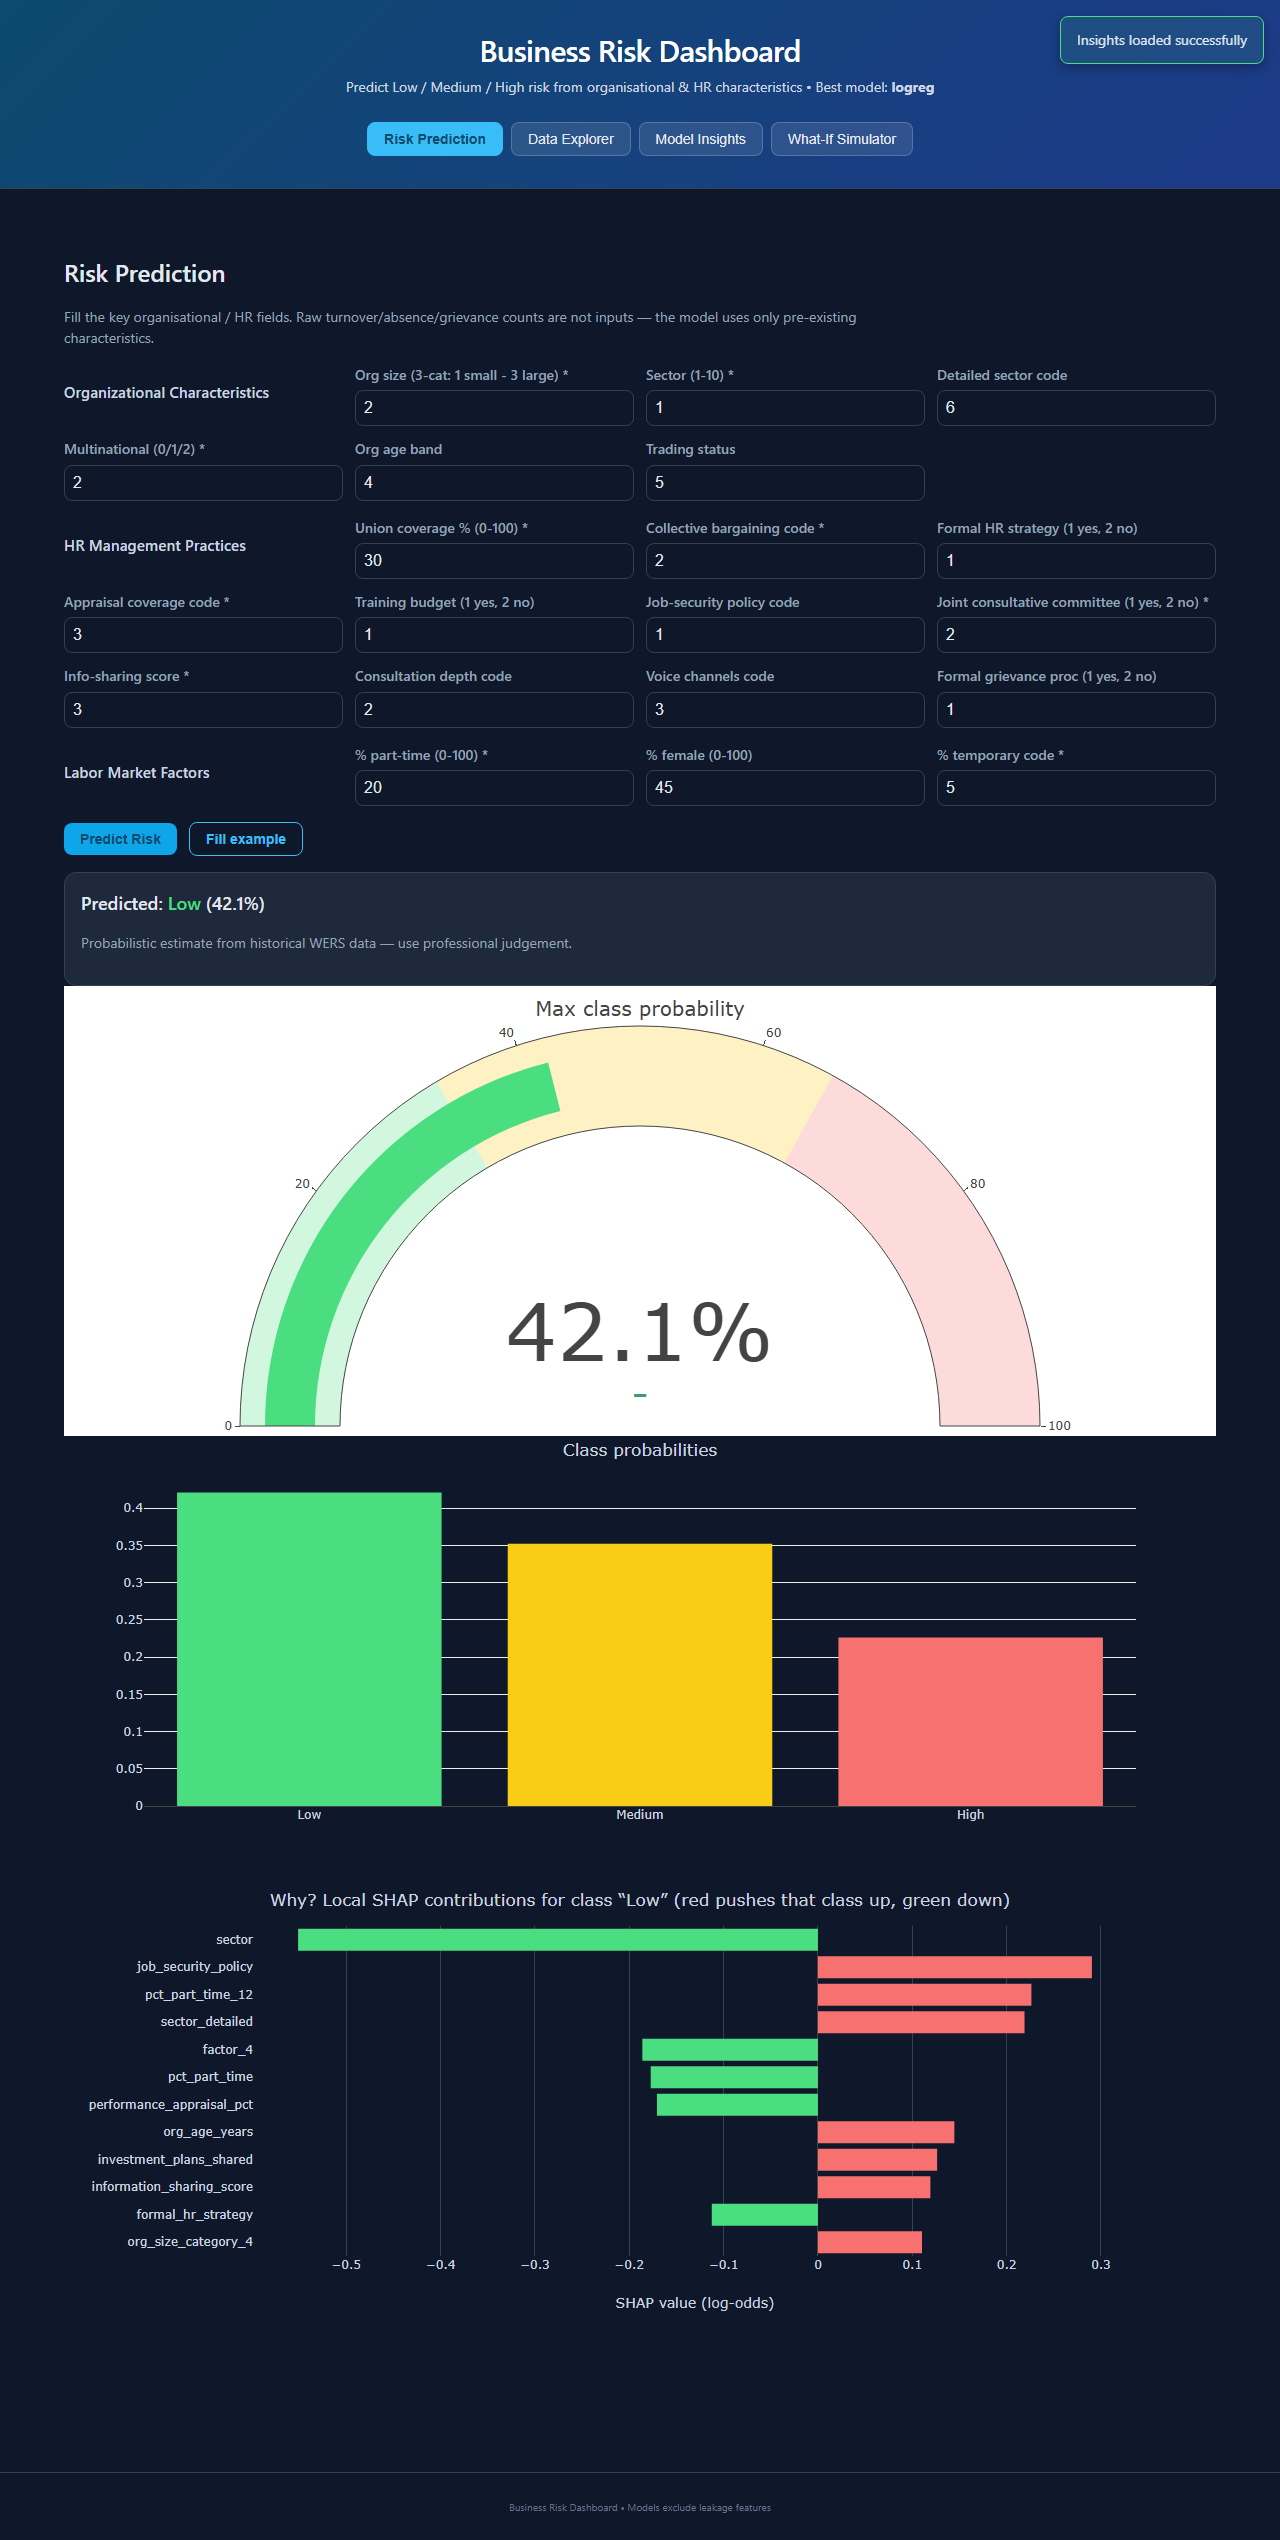 Business Risk Dashboard
Insights loaded successfully
Predict Low / Medium / High risk from organisational & HR characteristics • Best model: logreg
Risk Prediction
Data Explorer
Model Insights
What-If Simulator
Risk Prediction
Fill the key organisational / HR fields. Raw turnover/absence/grievance counts are not inputs — the model uses only pre-existing
characteristics.
Organizational Characteristics
Org size (3-cat: 1 small - 3 large) *
2
Sector (1-10) *
1
Detailed sector code
6
Multinational (0/1/2) *
2
Org age band
4
Trading status
5
HR Management Practices
Union coverage % (0-100) *
30
Collective bargaining code *
2
Formal HR strategy (1 yes, 2 no)
1
Appraisal coverage code *
3
Training budget (1 yes, 2 no)
1
Job-security policy code
1
Joint consultative committee (1 yes, 2 no) *
2
Info-sharing score *
3
Consultation depth code
2
Voice channels code
3
Formal grievance proc (1 yes, 2 no)
1
Labor Market Factors
% part-time (0-100) *
20
% female (0-100)
45
% temporary code *
5
Predict Risk
Fill example
Predicted: Low (42.1%)
Probabilistic estimate from historical WERS data — use professional judgement.
Max class probability
0
20
40
60
80
100
42.1%
–
Class probabilities
0.4
0.35
0.3
0.25
0.2
0.15
0.1
0.05
0
Low
Medium
High
Why? Local SHAP contributions for class “Low” (red pushes that class up, green down)
sector
job_security_policy
pct_part_time_12
sector_detailed
factor_4
pct_part_time
performance_appraisal_pct
org_age_years
investment_plans_shared
information_sharing_score
formal_hr_strategy
org_size_category_4
−0.5
−0.4
−0.3
−0.2
−0.1
0
0.1
0.2
0.3
SHAP value (log-odds)
Business Risk Dashboard • Models exclude leakage features